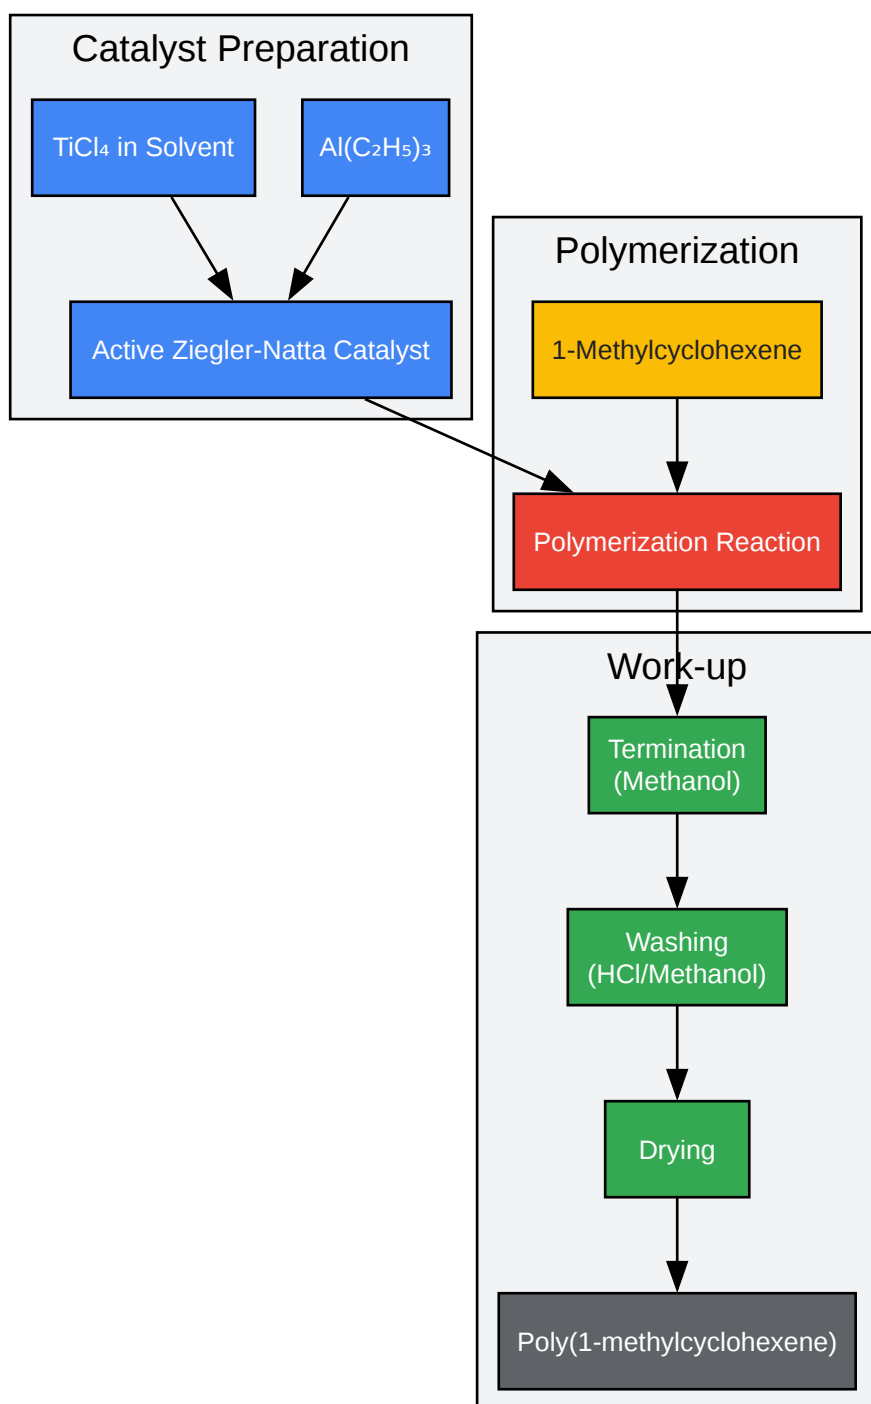 Catalyst Preparation
TiCl₄ in Solvent
Al(C₂H₅)₃
Active Ziegler-Natta Catalyst
Polymerization
1-Methylcyclohexene
Polymerization Reaction
Work-up
Termination
(Methanol)
Washing
(HCl/Methanol)
Drying
Poly(1-methylcyclohexene)